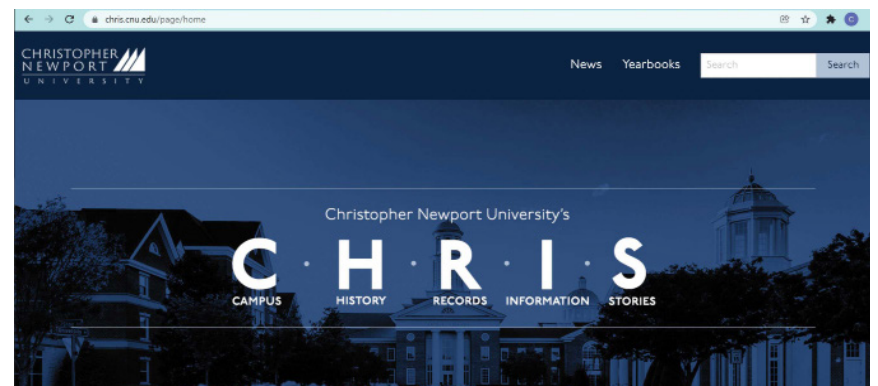 chris.cnu.edu/page/home
CHRISTOPHER
NEWPORT
UNIVERSITY
News Yearbooks Search Search
Christopher Newport University's
C · H · R · I · S
CAMPUS HISTORY RECORDS INFORMATION STORIES